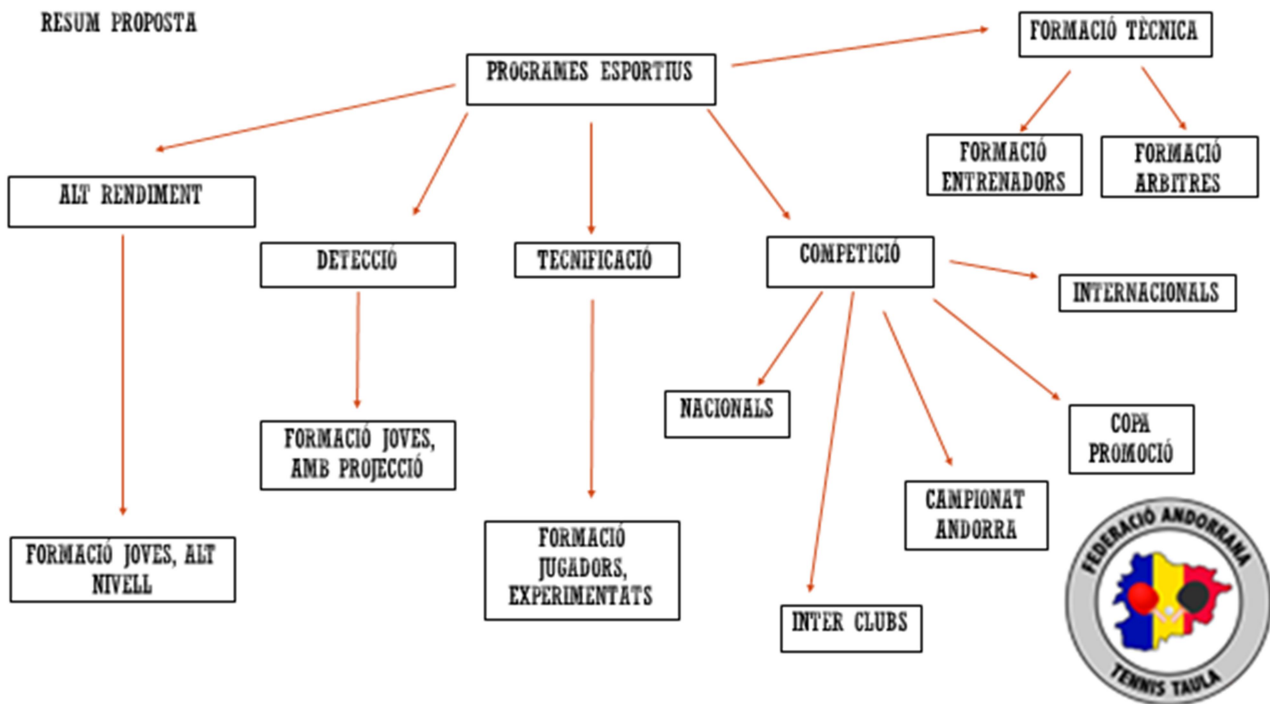 RESUM PROPOSTA
PROGRAMES ESPORTIUS
FORMACIÓ TÈCNICA
FORMACIÓ
ENTRENADORS
FORMACIÓ
ARBITRES
ALT RENDIMENT
DETECCIÓ
TECNIFICACIÓ
COMPETICIÓ
INTERNACIONALS
NACIONALS
COPA
PROMOCIÓ
FORMACIÓ JOVES,
AMB PROJECCIÓ
CAMPIONAT
ANDORRA
FORMACIÓ JOVES, ALT
NIVELL
FORMACIÓ
JUGADORS,
EXPERIMENTATS
INTER CLUBS
FEDERACIÓ ANDORRANA
TENNIS TAULA